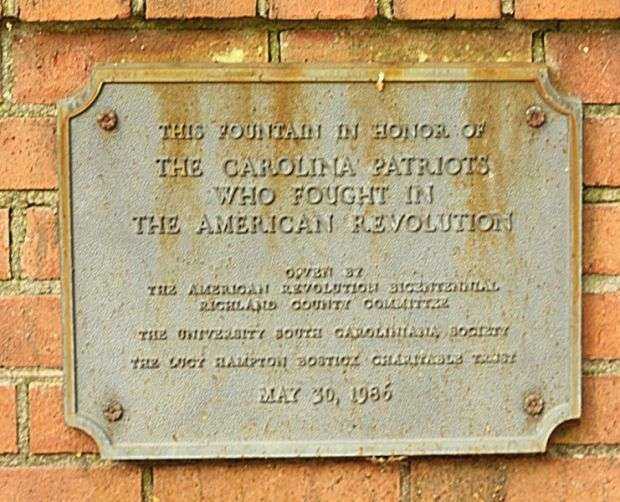 THIS FOUNTAIN IN HONOR OF
THE CAROLINA PATRIOTS
WHO FOUGHT IN
THE AMERICAN REVOLUTION
GIVEN BY
THE AMERICAN REVOLUTION BICENTENNIAL
RICHLAND COUNTY COMMITTEE
THE UNIVERSITY SOUTH CAROLINIANA SOCIETY
THE LUCY HAMPTON BOSTICK CHARITABLE TRUST
MAY 30, 1986